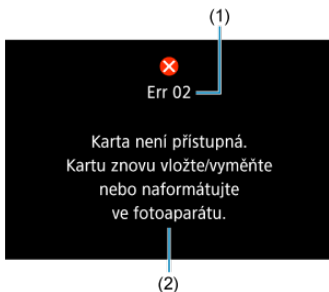 (1)
Err 02
Karta není přístupná.
Kartu znovu vložte/vyměňte
nebo naformátujte
ve fotoaparátu.
(2)